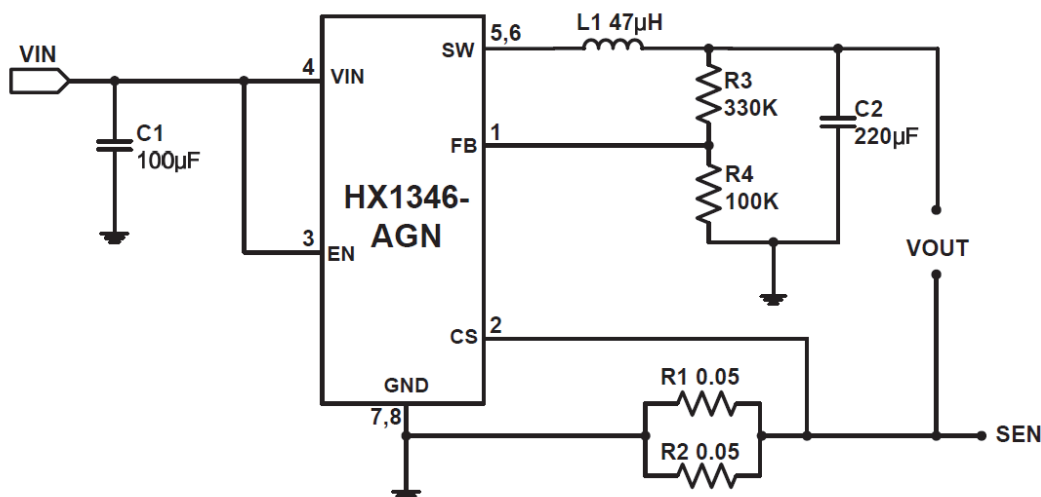 L1 47µH
5,6
VIN
SW
4
VIN
R3
330K
C2
220µF
C1
100µF
1
FB
R4
100K
HX1346-
AGN
3
EN
VOUT
2
CS
R1 0.05
GND
7,8
SEN
R2 0.05